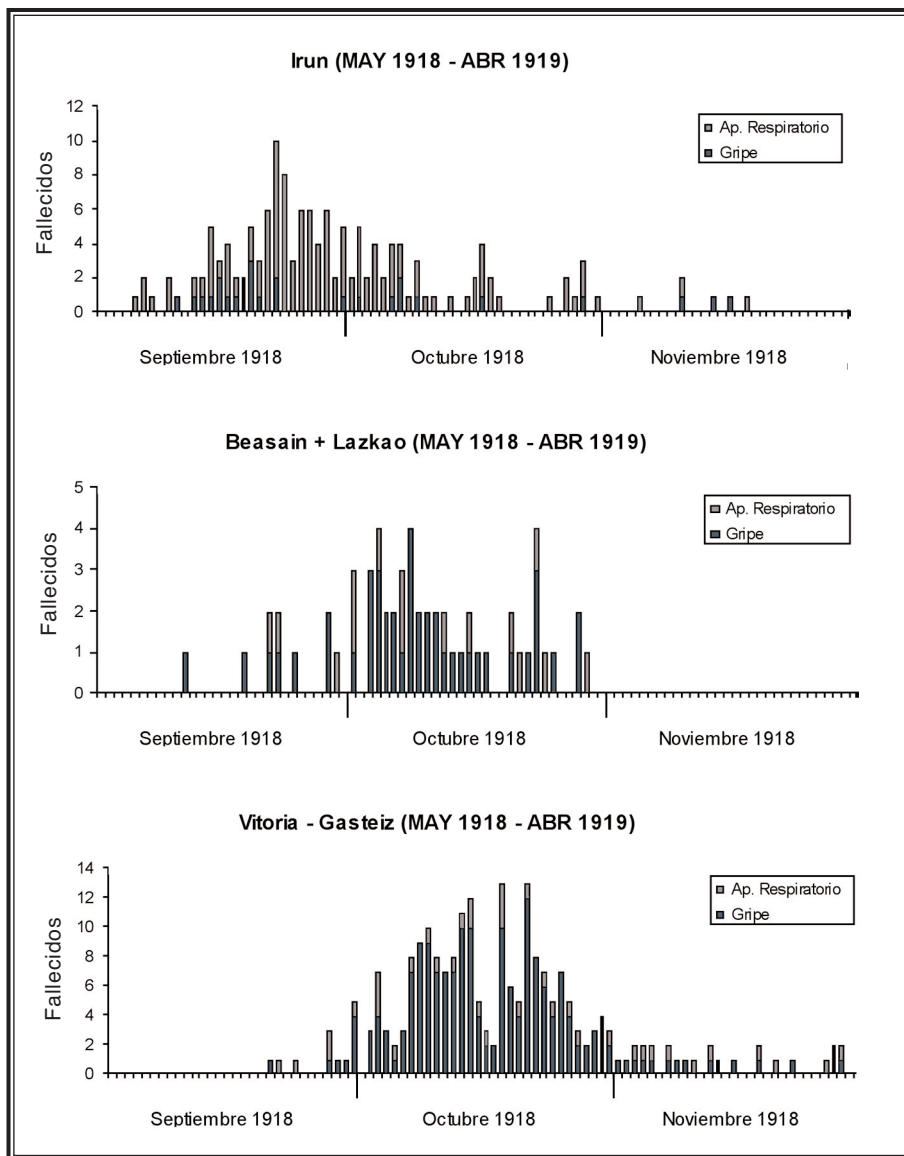 Irun (MAY 1918 - ABR 1919)
12
10
8
6
4
2
0
Fallecidos
Ap. Respiratorio
Gripe
Septiembre 1918
Octubre 1918
Noviembre 1918
Beasain + Lazkao (MAY 1918 - ABR 1919)
5
4
3
2
1
0
Fallecidos
Ap. Respiratorio
Gripe
Septiembre 1918
Octubre 1918
Noviembre 1918
Vitoria - Gasteiz (MAY 1918 - ABR 1919)
14
12
10
8
6
4
2
0
Fallecidos
Ap. Respiratorio
Gripe
Septiembre 1918
Octubre 1918
Noviembre 1918